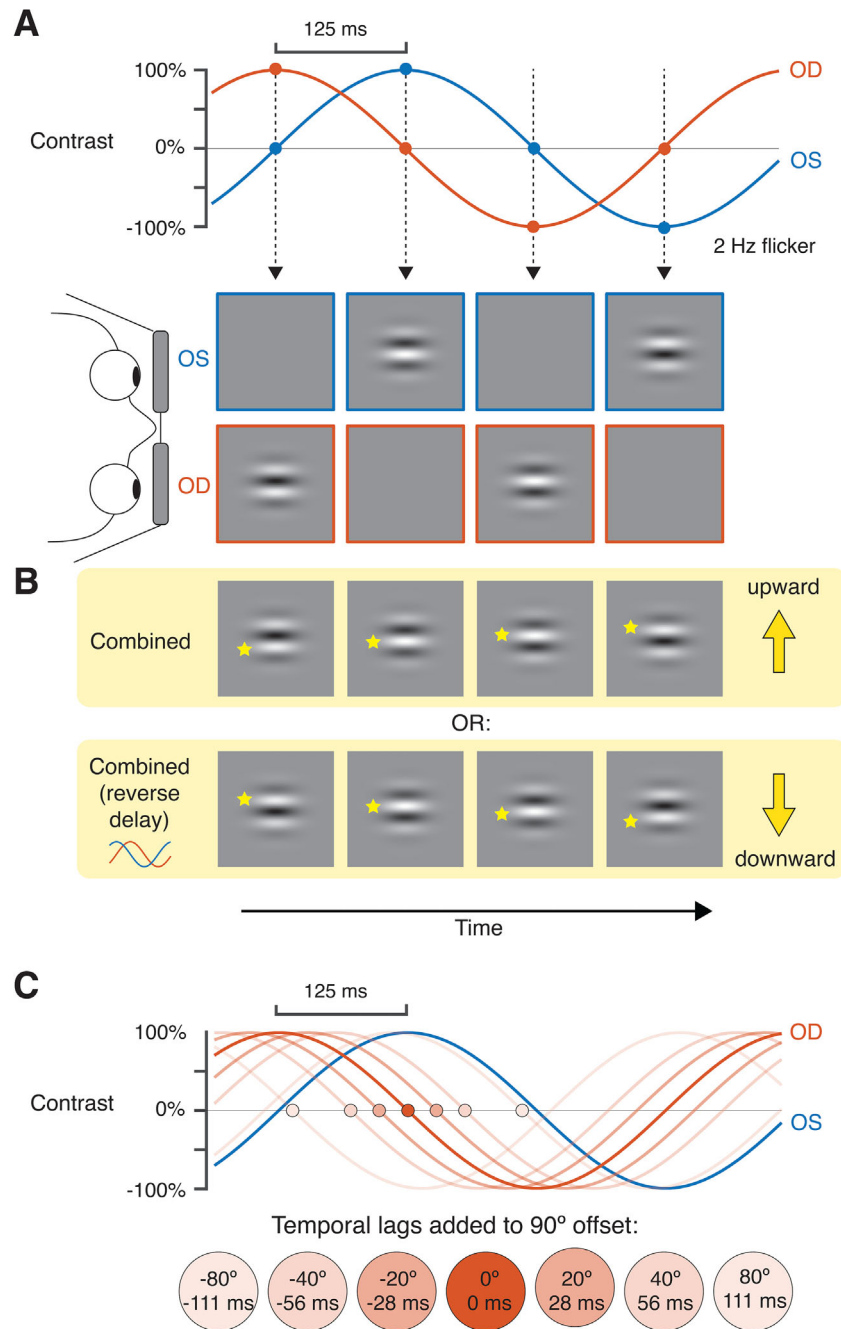 A
125 ms
100%
OD
Contrast
0%
OS
-100%
2 Hz flicker
OS
OD
B
upward
Combined
OR:
Combined
(reverse
delay)
downward
Time
C
125 ms
100%
OD
Contrast
0%
OS
-100%
Temporal lags added to 90º offset:
-80º -40º -20º 0º 20º 40º 80º
-111 ms -56 ms -28 ms 0 ms 28 ms 56 ms 111 ms